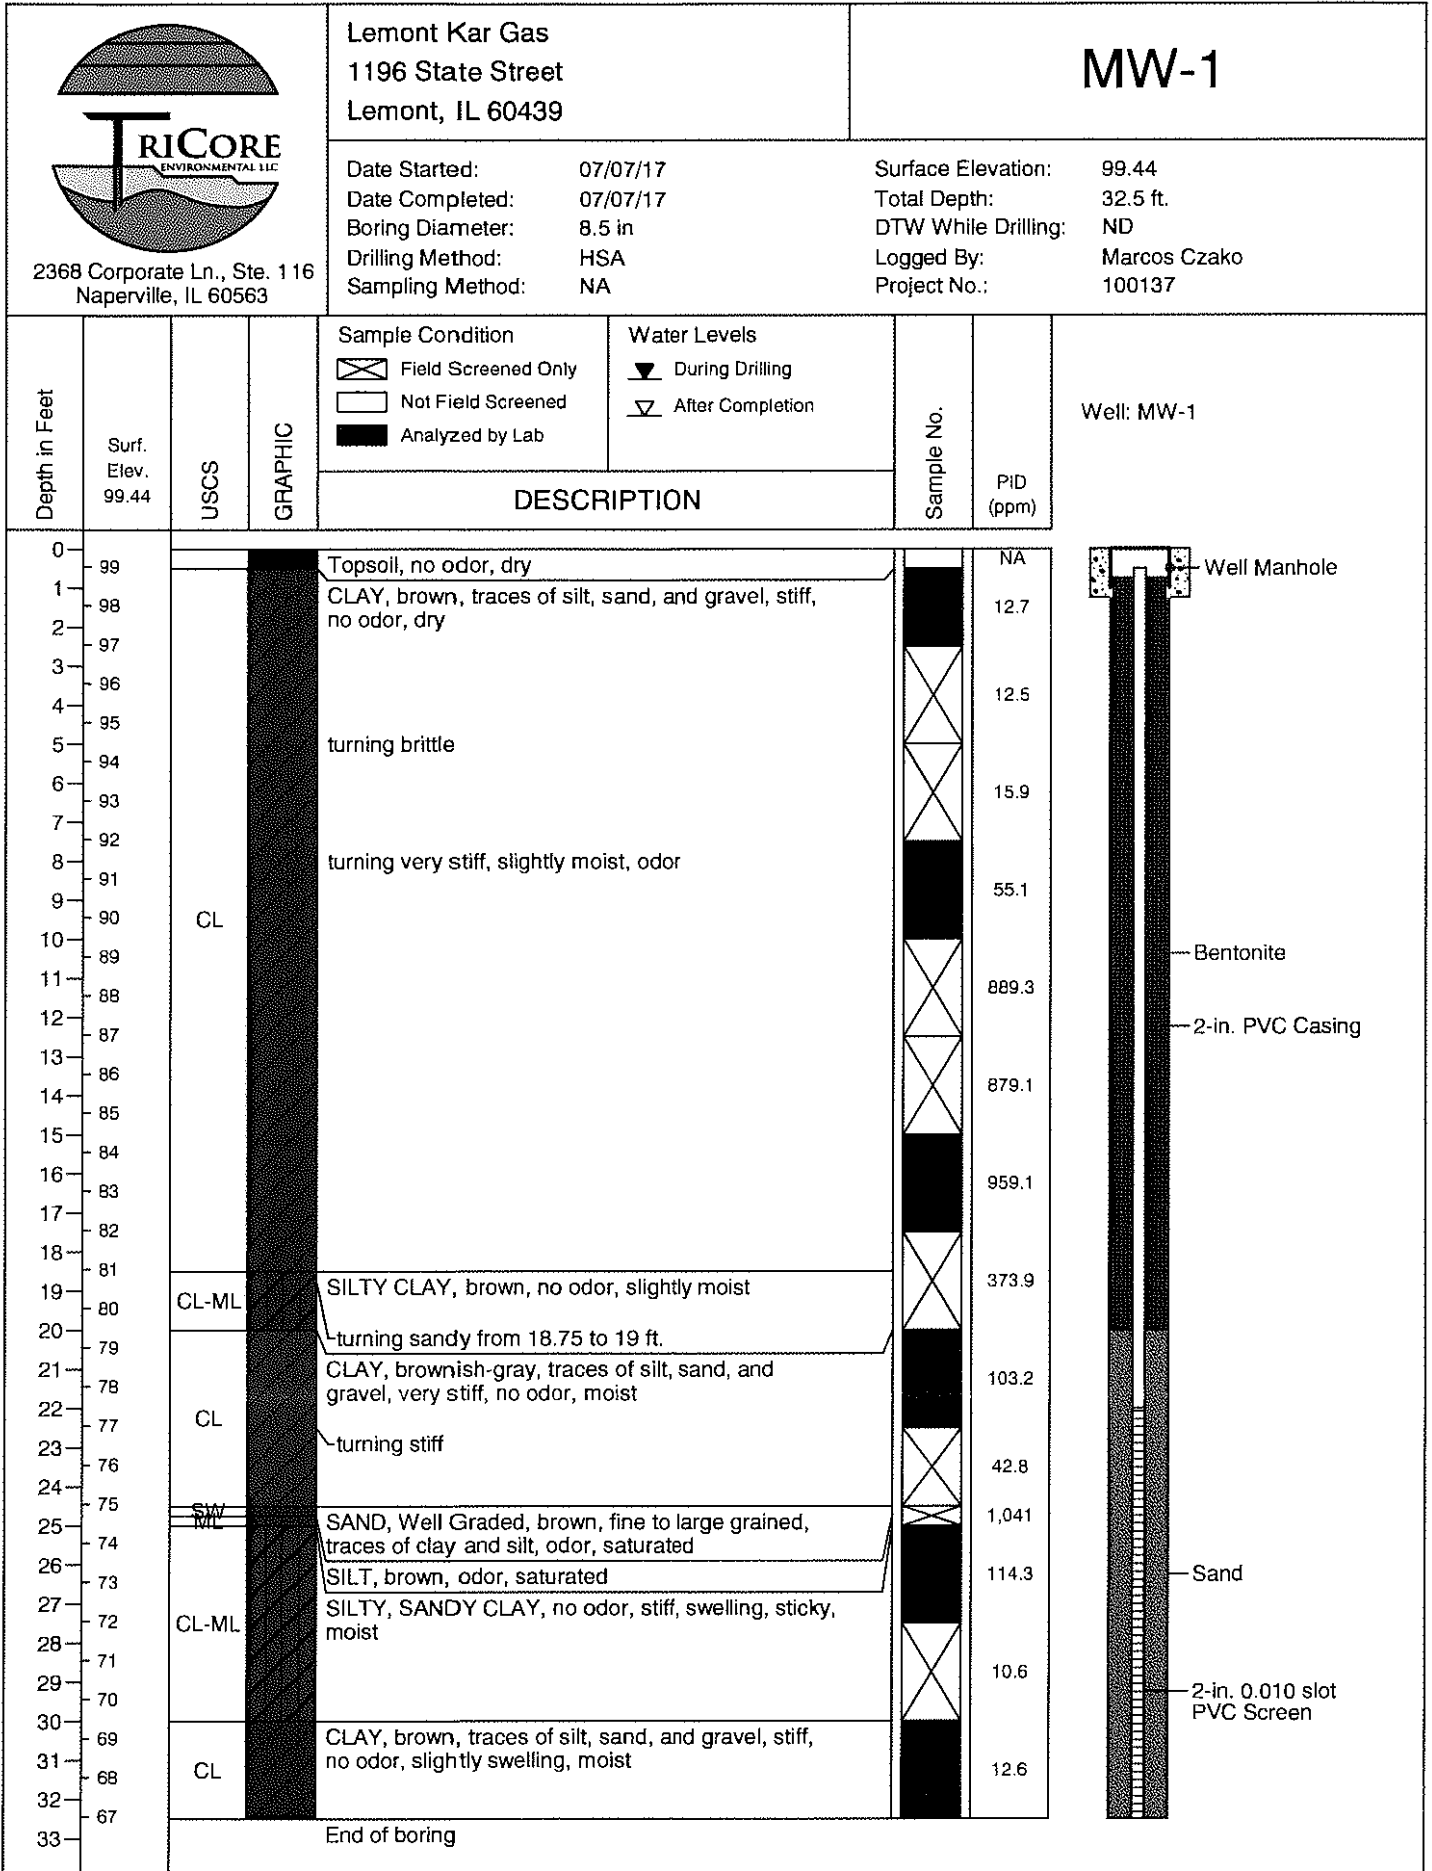 TRICORE
ENVIRONMENTAL LLC
2368 Corporate Ln., Ste. 116
Naperville, IL 60563
Lemont Kar Gas
1196 State Street
Lemont, IL 60439
MW-1
Date Started: 07/07/17
Date Completed: 07/07/17
Boring Diameter: 8.5 in
Drilling Method: HSA
Sampling Method: NA
Surface Elevation: 99.44
Total Depth: 32.5 ft.
DTW While Drilling: ND
Logged By: Marcos Czako
Project No.: 100137
Depth in Feet
Surf.
Elev.
99.44
USCS
GRAPHIC
Sample Condition
Field Screened Only
Not Field Screened
Analyzed by Lab
Water Levels
During Drilling
After Completion
DESCRIPTION
Sample No.
PID
(ppm)
Well: MW-1
0
99
1
98
2
97
3
96
4
95
5
94
6
93
7
92
8
91
9
90
10
89
11
88
12
87
13
86
14
85
15
84
16
83
17
82
18
81
19
80
20
79
21
78
22
77
23
76
24
75
25
74
26
73
27
72
28
71
29
70
30
69
31
68
32
67
33
CL
CL-ML
CL
SW
ML
CL-ML
CL
Topsoil, no odor, dry
CLAY, brown, traces of silt, sand, and gravel, stiff,
no odor, dry
turning brittle
turning very stiff, slightly moist, odor
SILTY CLAY, brown, no odor, slightly moist
turning sandy from 18.75 to 19 ft.
CLAY, brownish-gray, traces of silt, sand, and
gravel, very stiff, no odor, moist
turning stiff
SAND, Well Graded, brown, fine to large grained,
traces of clay and silt, odor, saturated
SILT, brown, odor, saturated
SILTY, SANDY CLAY, no odor, stiff, swelling, sticky,
moist
CLAY, brown, traces of silt, sand, and gravel, stiff,
no odor, slightly swelling, moist
End of boring
NA
12.7
12.5
15.9
55.1
889.3
879.1
959.1
373.9
103.2
42.8
1,041
114.3
10.6
12.6
Well Manhole
Bentonite
2-in. PVC Casing
Sand
2-in. 0.010 slot
PVC Screen